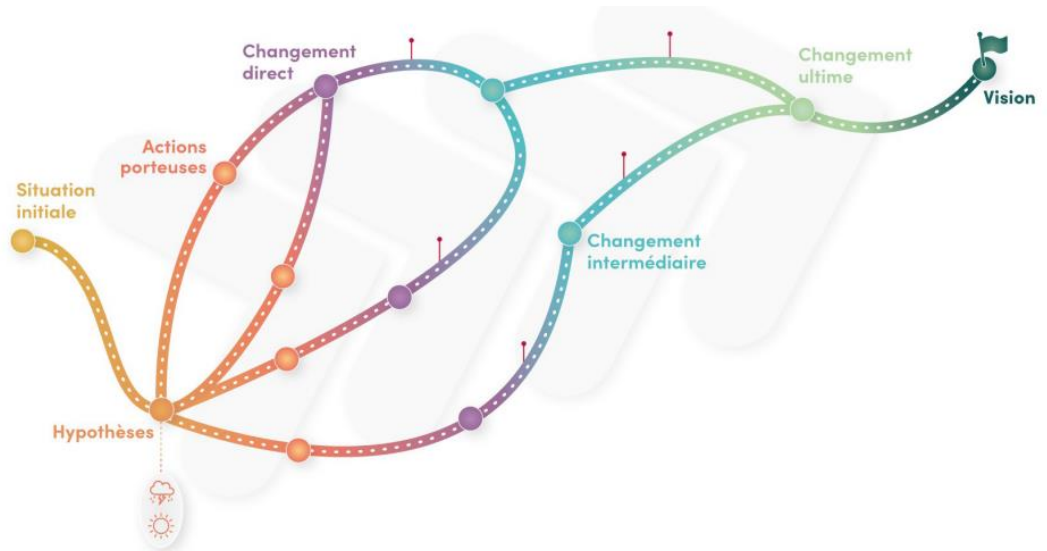 Situation
initiale
Hypothèses
Actions
porteuses
Changement
direct
Changement
intermédiaire
Changement
ultime
Vision